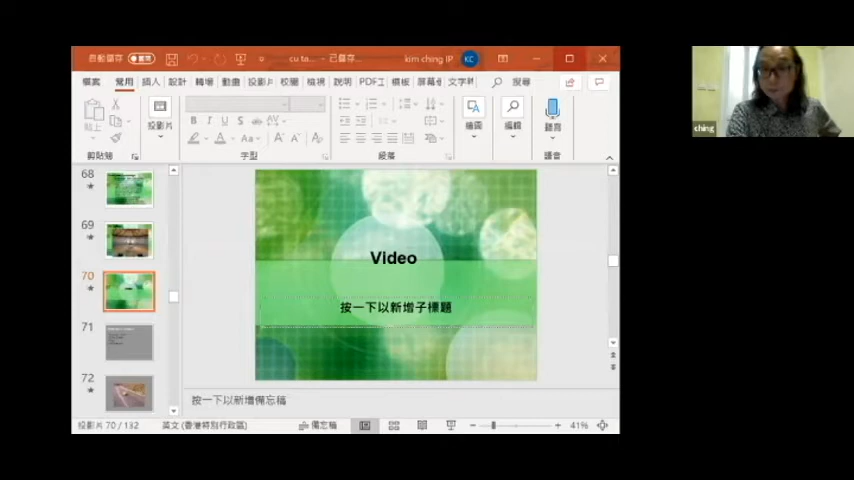 自動儲存
cu ta... - 已儲存...
kim ching IP
KC
檔案 常用 插入 設計 轉場 動畫 投影片 校閱 檢視 說明 PDF工 模板 屏幕 文字
搜尋
貼上
投影片
B I U S ab AV
A Aa A A
繪圖
編輯
聽寫
剪貼簿
字型
段落
語音
68
69
70
71
72
Video
按一下以新增子標題
按一下以新增備忘稿
投影片 70 / 132
英文 (香港特別行政區)
備忘稿
41%
ching